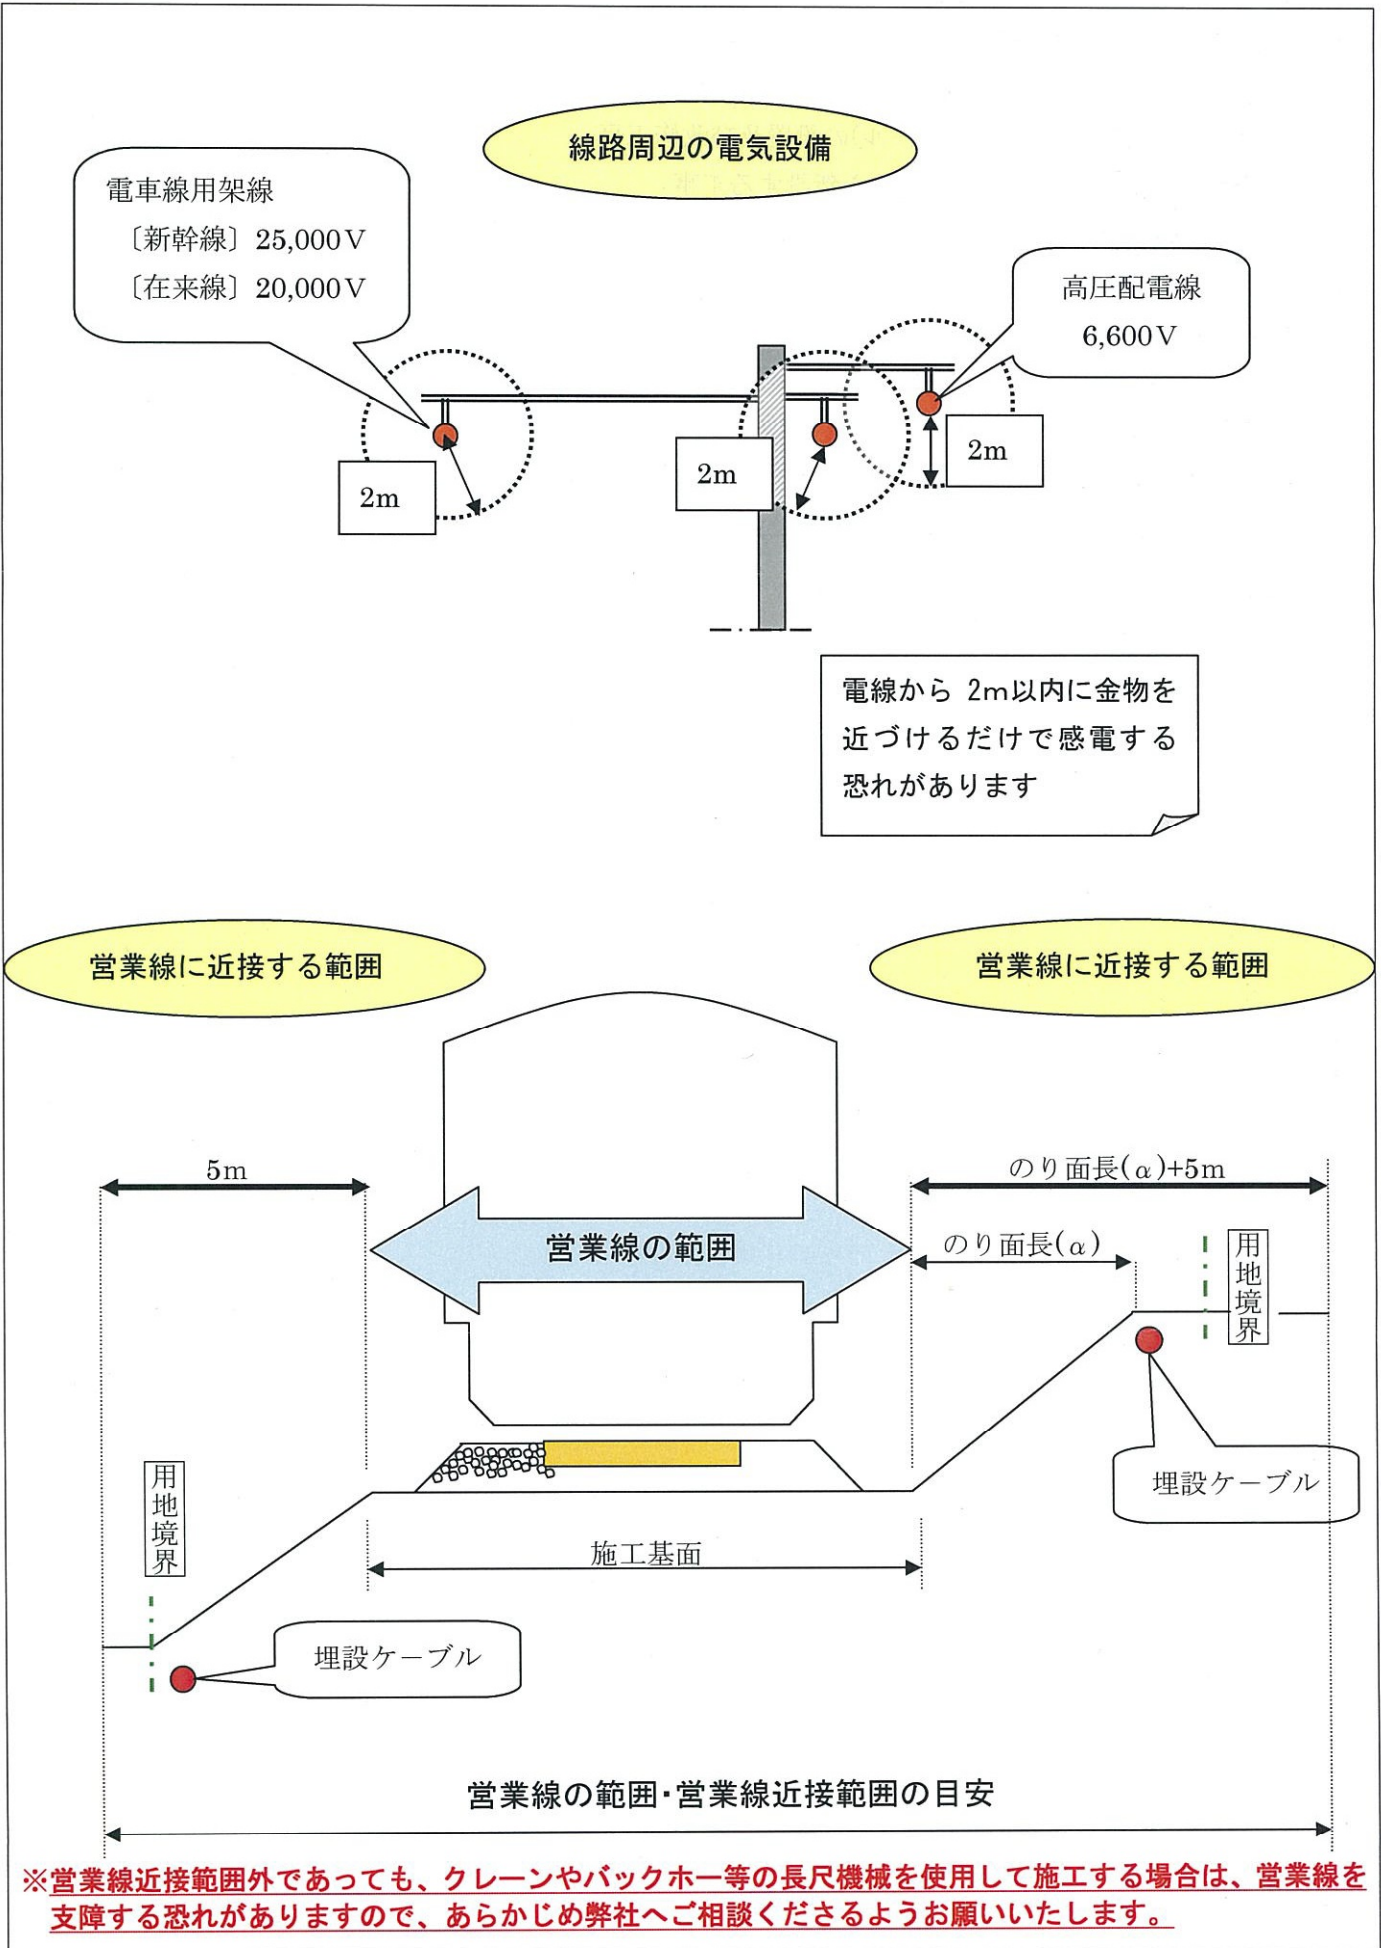 線路周辺の電気設備
電車線用架線
〔新幹線〕25,000V
〔在来線〕20,000V
高圧配電線
6,600V
2m
2m
2m
電線から 2m以内に金物を
近づけるだけで感電する
恐れがあります
営業線に近接する範囲
営業線に近接する範囲
5m
のり面長(α)+5m
営業線の範囲
のり面長(α)
用地境界
埋設ケーブル
用地境界
施工基面
埋設ケーブル
営業線の範囲・営業線近接範囲の目安
※営業線近接範囲外であっても、クレーンやバックホー等の長尺機械を使用して施工する場合は、営業線を
支障する恐れがありますので、あらかじめ弊社へご相談くださるようお願いいたします。